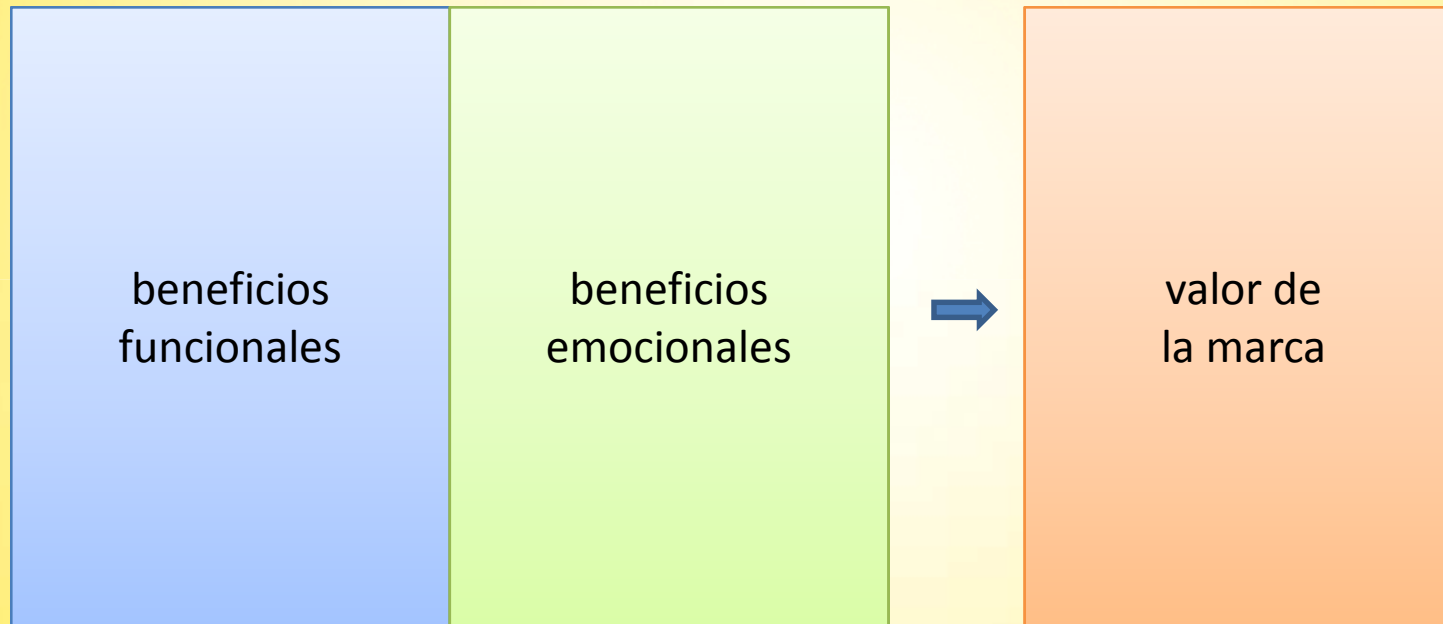 beneficios
funcionales
beneficios
emocionales
valor de
la marca